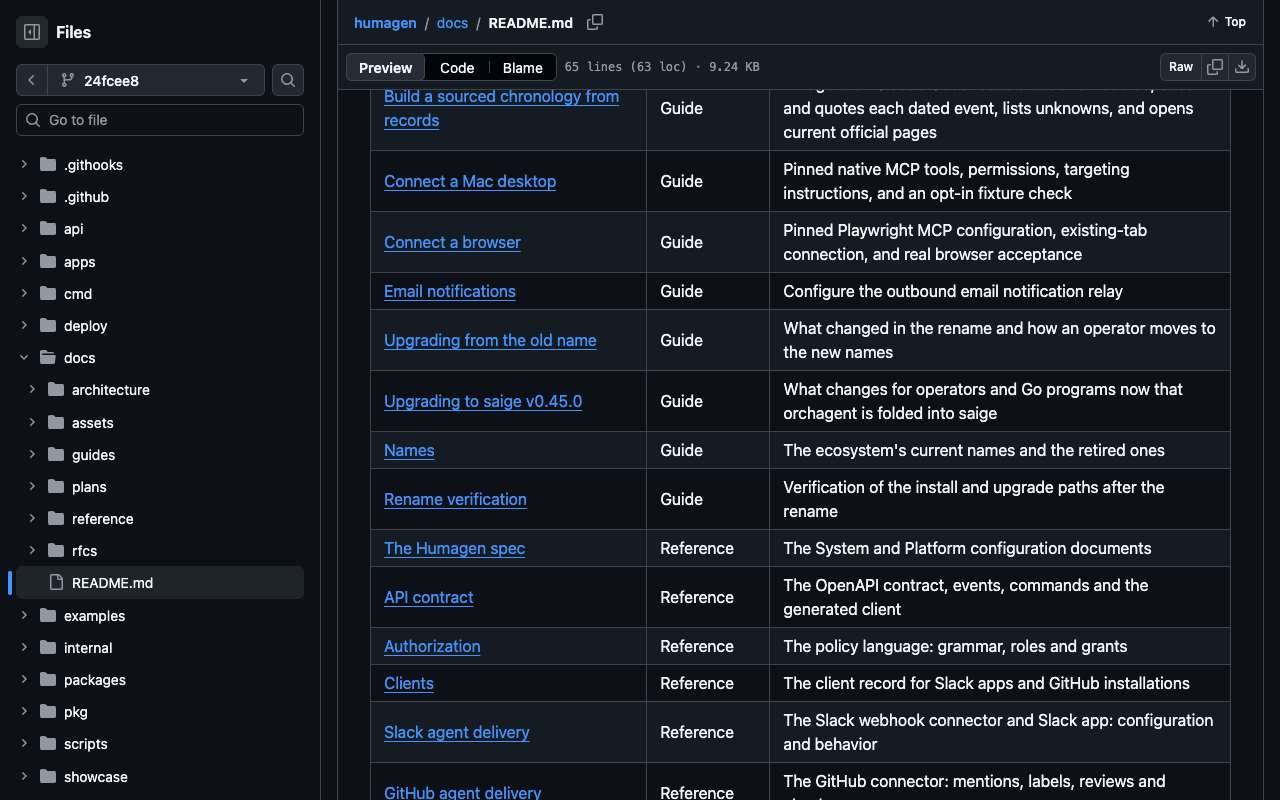 Files
24fcee8
Go to file
.githooks
.github
api
apps
cmd
deploy
docs
architecture
assets
guides
plans
reference
rfcs
README.md
examples
internal
packages
pkg
scripts
showcase
humagen / docs / README.md
Top
Preview Code Blame 65 lines (63 loc) · 9.24 KB
Raw
Build a sourced chronology from
records
Guide
and quotes each dated event, lists unknowns, and opens
current official pages
Connect a Mac desktop
Guide
Pinned native MCP tools, permissions, targeting
instructions, and an opt-in fixture check
Connect a browser
Guide
Pinned Playwright MCP configuration, existing-tab
connection, and real browser acceptance
Email notifications
Guide
Configure the outbound email notification relay
Upgrading from the old name
Guide
What changed in the rename and how an operator moves to
the new names
Upgrading to saige v0.45.0
Guide
What changes for operators and Go programs now that
orchagent is folded into saige
Names
Guide
The ecosystem's current names and the retired ones
Rename verification
Guide
Verification of the install and upgrade paths after the
rename
The Humagen spec
Reference
The System and Platform configuration documents
API contract
Reference
The OpenAPI contract, events, commands and the
generated client
Authorization
Reference
The policy language: grammar, roles and grants
Clients
Reference
The client record for Slack apps and GitHub installations
Slack agent delivery
Reference
The Slack webhook connector and Slack app: configuration
and behavior
GitHub agent delivery
Reference
The GitHub connector: mentions, labels, reviews and